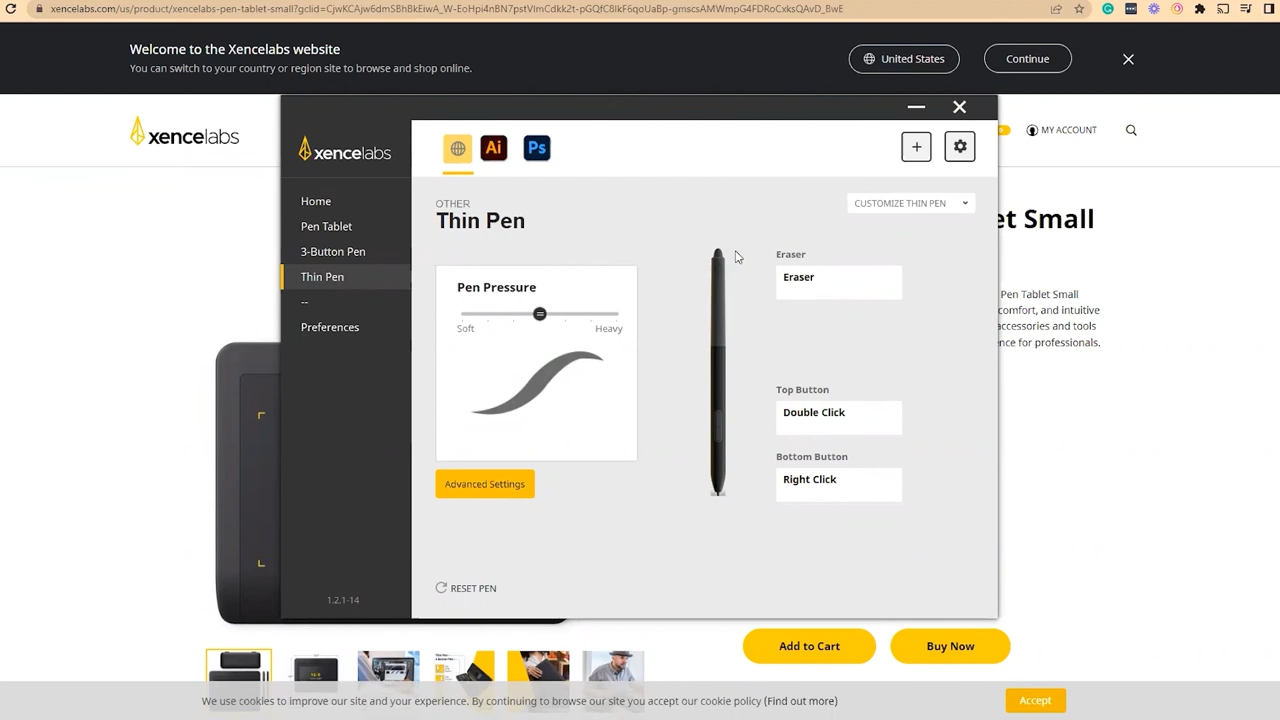 xencelabs.com/us/product/xencelabs-pen-tablet-small?gclid=CjwKCAjw6dmSBhBkEiwA_W-EoHpi4nBN7pstVImCdkk2t-pGQfC8IkF6qoUaBp-gmscsAMWmpG4FDRoCxksQAvD_BwE
Welcome to the Xencelabs website
You can switch to your country or region site to browse and shop online.
United States
Continue
xencelabs
MY ACCOUNT
xencelabs
Ai
Ps
Home
Pen Tablet
3-Button Pen
Thin Pen
--
Preferences
1.2.1-14
OTHER
Thin Pen
CUSTOMIZE THIN PEN
Pen Pressure
Soft
Heavy
Advanced Settings
Eraser
Eraser
Top Button
Double Click
Bottom Button
Right Click
RESET PEN
et Small
Pen Tablet Small
comfort, and intuitive
accessories and tools
ence for professionals.
Add to Cart
Buy Now
We use cookies to improve our site and your experience. By continuing to browse our site you accept our cookie policy (Find out more)
Accept